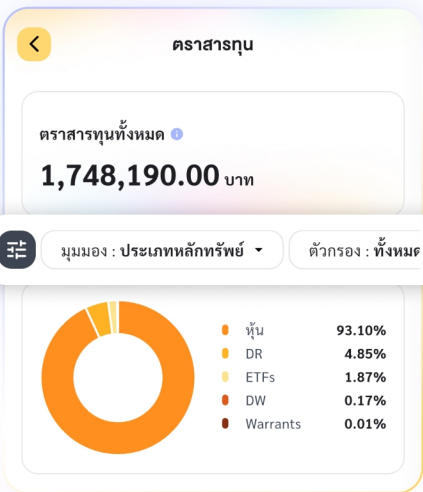 ตราสารทุน
ตราสารทุนทั้งหมด
1,748,190.00 บาท
มุมมอง : ประเภทหลักทรัพย์
ตัวกรอง : ทั้งหมด
หุ้น 93.10%
DR 4.85%
ETFs 1.87%
DW 0.17%
Warrants 0.01%